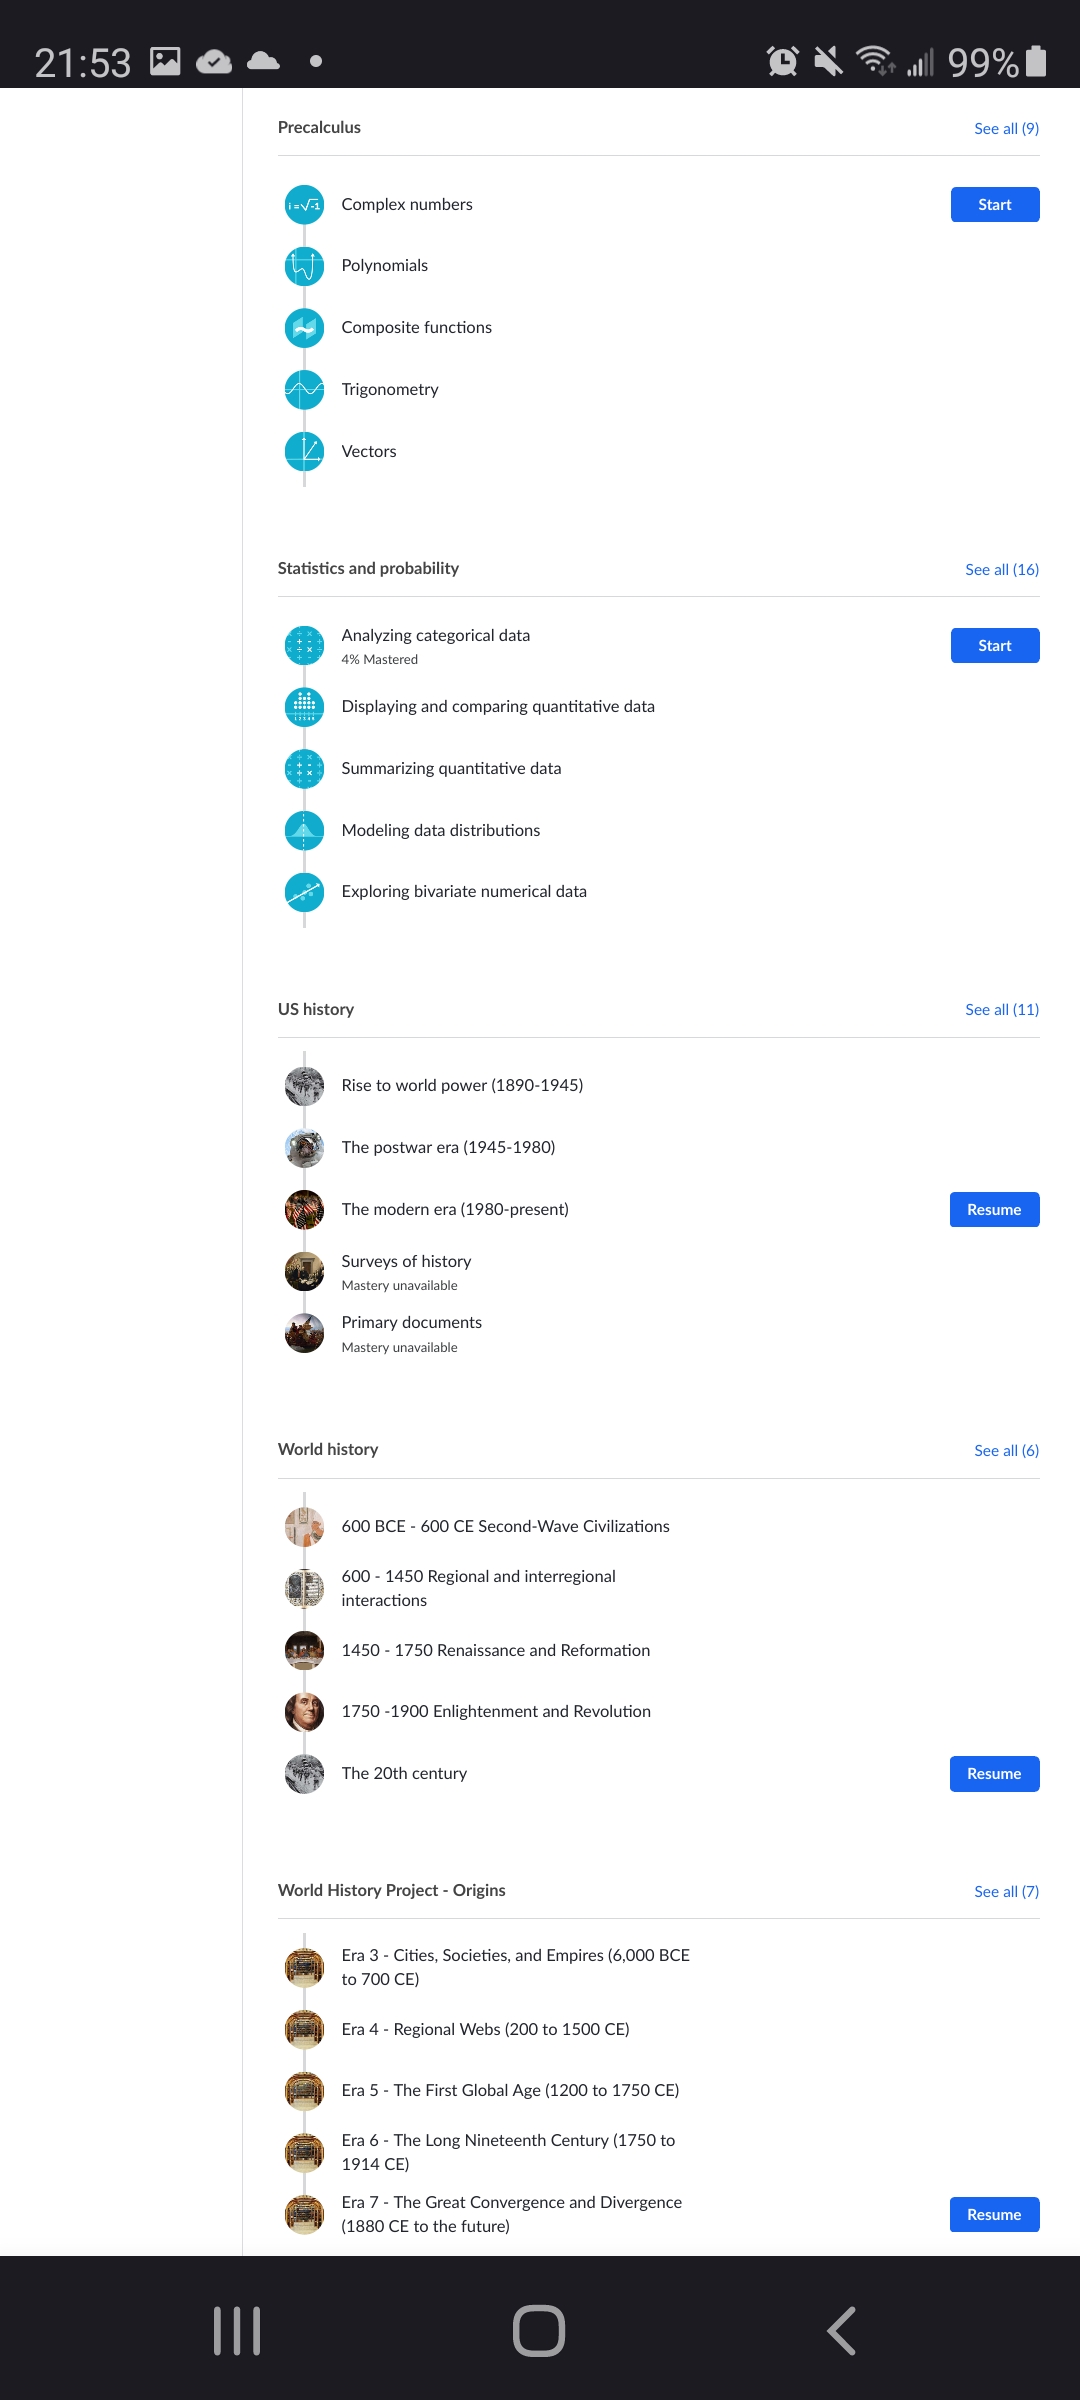 21:53
99%
Precalculus
See all (9)
i = √-1
Complex numbers
Start
Polynomials
Composite functions
Trigonometry
Vectors
Statistics and probability
See all (16)
Analyzing categorical data
4% Mastered
Start
Displaying and comparing quantitative data
Summarizing quantitative data
Modeling data distributions
Exploring bivariate numerical data
US history
See all (11)
Rise to world power (1890-1945)
The postwar era (1945-1980)
The modern era (1980-present)
Resume
Surveys of history
Mastery unavailable
Primary documents
Mastery unavailable
World history
See all (6)
600 BCE - 600 CE Second-Wave Civilizations
600 - 1450 Regional and interregional
interactions
1450 - 1750 Renaissance and Reformation
1750 -1900 Enlightenment and Revolution
The 20th century
Resume
World History Project - Origins
See all (7)
Era 3 - Cities, Societies, and Empires (6,000 BCE
to 700 CE)
Era 4 - Regional Webs (200 to 1500 CE)
Era 5 - The First Global Age (1200 to 1750 CE)
Era 6 - The Long Nineteenth Century (1750 to
1914 CE)
Era 7 - The Great Convergence and Divergence
(1880 CE to the future)
Resume